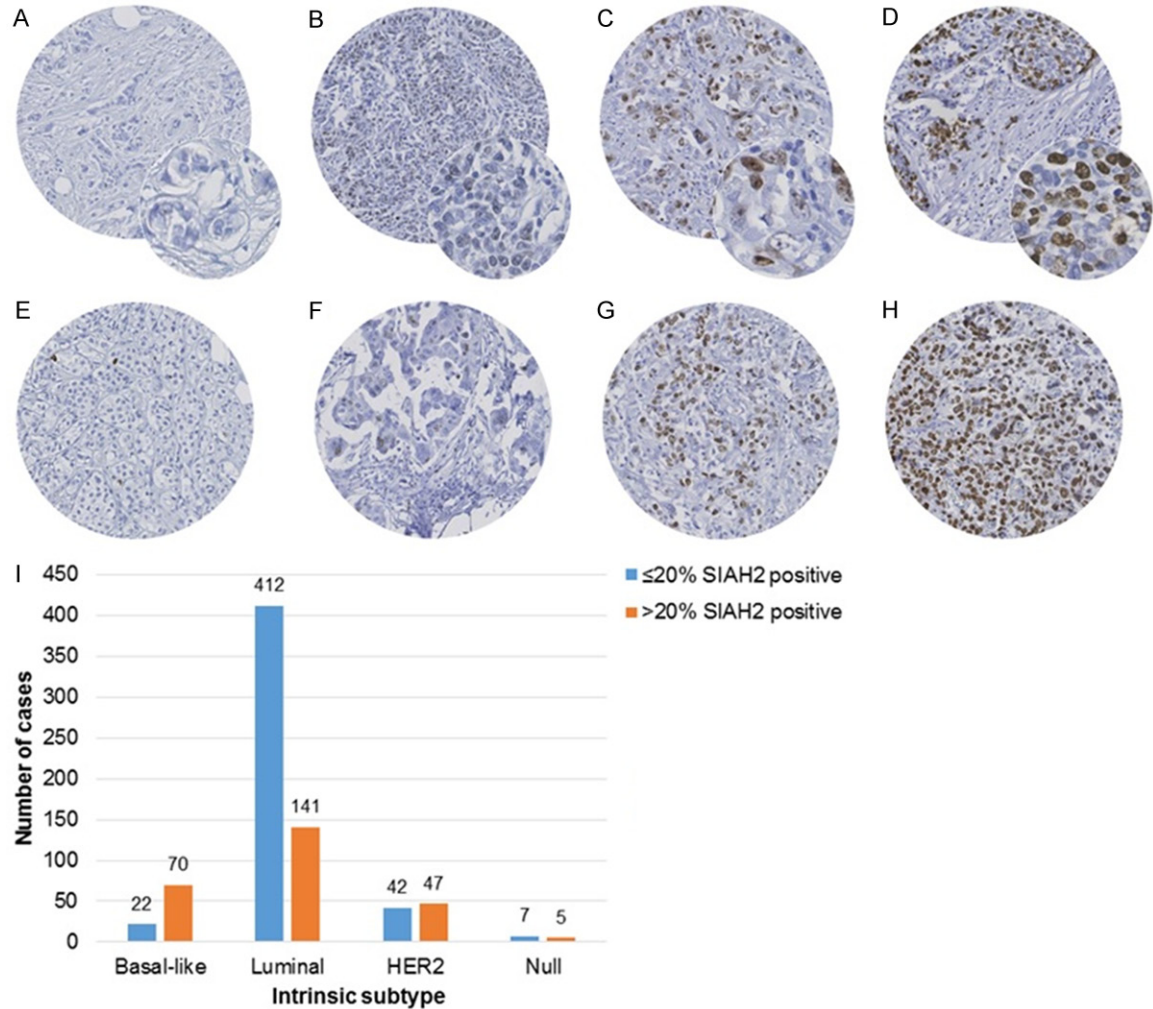 A B C D
E F G H
I
450
400
350
300
250
200
150
100
50
0
Number of cases
412
141
70
22
42
47
7
5
Basal-like Luminal HER2 Null
Intrinsic subtype
≤20% SIAH2 positive
>20% SIAH2 positive